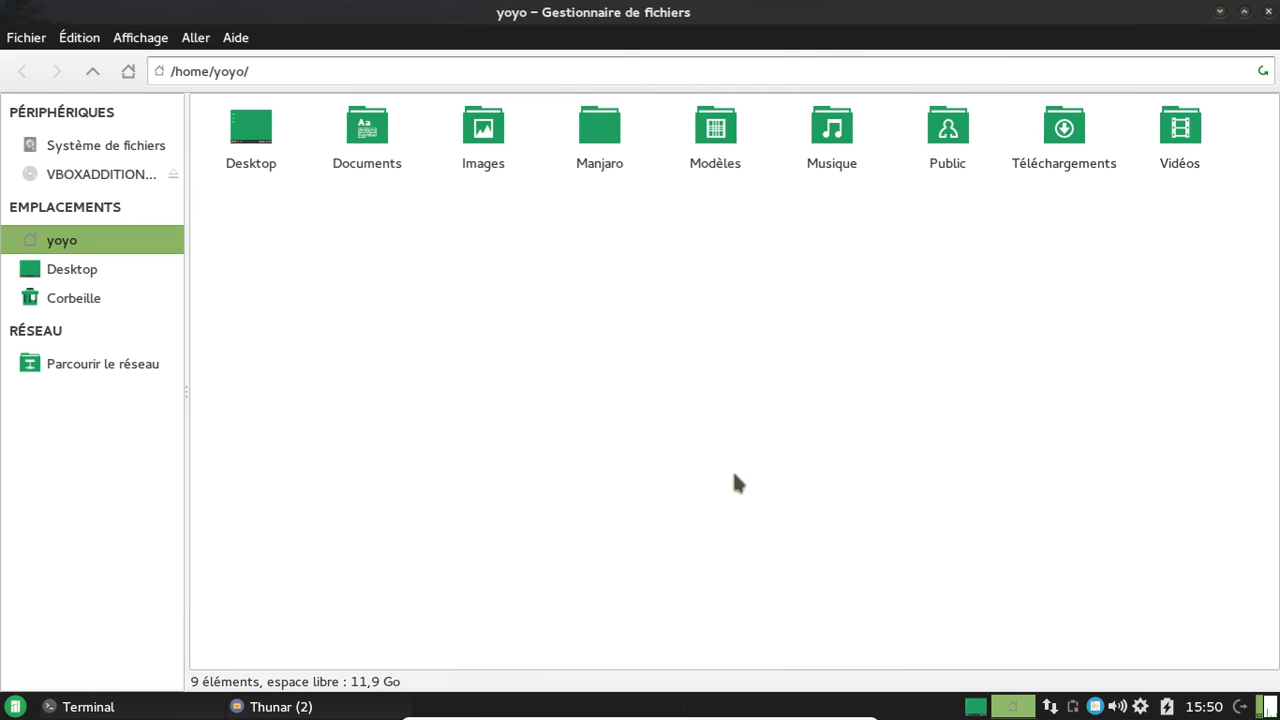 yoyo – Gestionnaire de fichiers
Fichier Édition Affichage Aller Aide
/home/yoyo/
PÉRIPHÉRIQUES
Système de fichiers
VBOXADDITION...
EMPLACEMENTS
yoyo
Desktop
Corbeille
RÉSEAU
Parcourir le réseau
Desktop Documents Images Manjaro Modèles Musique Public Téléchargements Vidéos
9 éléments, espace libre : 11,9 Go
Terminal Thunar (2) 15:50